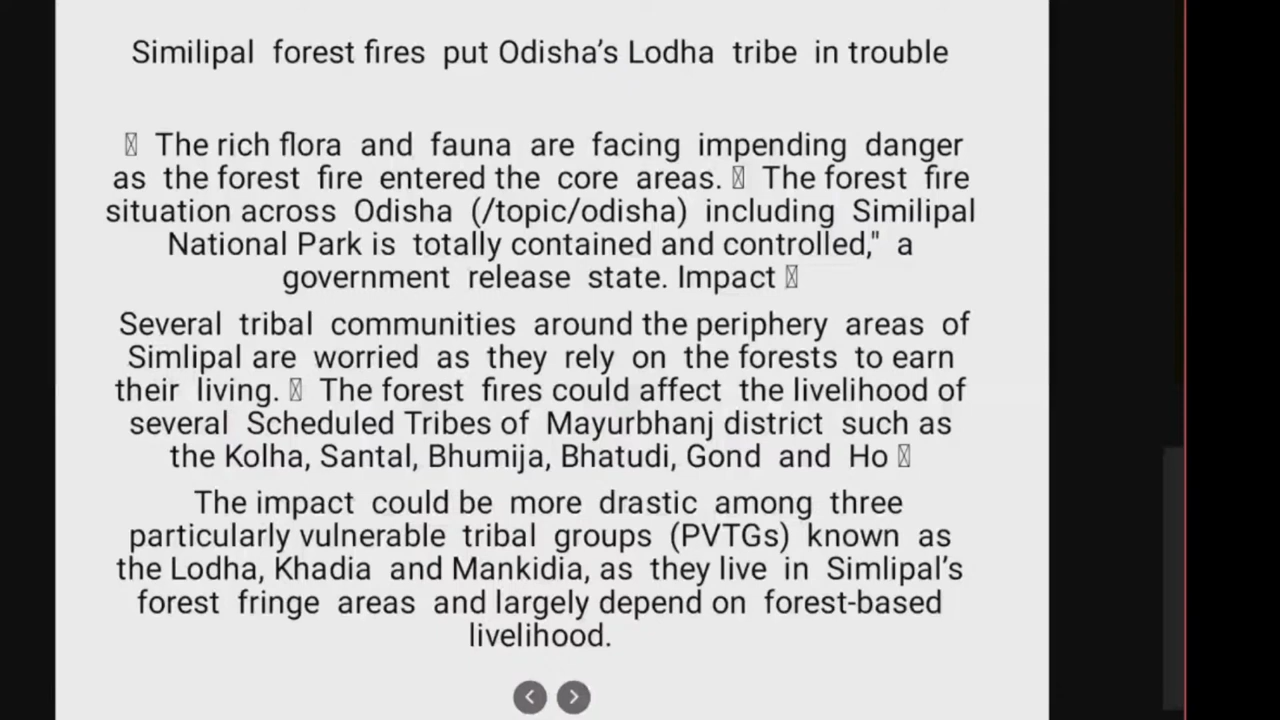 Similipal forest fires put Odisha’s Lodha tribe in trouble
The rich flora and fauna are facing impending danger
as the forest fire entered the core areas. The forest fire
situation across Odisha (/topic/odisha) including Similipal
National Park is totally contained and controlled," a
government release state. Impact
Several tribal communities around the periphery areas of
Simlipal are worried as they rely on the forests to earn
their living. The forest fires could affect the livelihood of
several Scheduled Tribes of Mayurbhanj district such as
the Kolha, Santal, Bhumija, Bhatudi, Gond and Ho
The impact could be more drastic among three
particularly vulnerable tribal groups (PVTGs) known as
the Lodha, Khadia and Mankidia, as they live in Simlipal’s
forest fringe areas and largely depend on forest-based
livelihood.